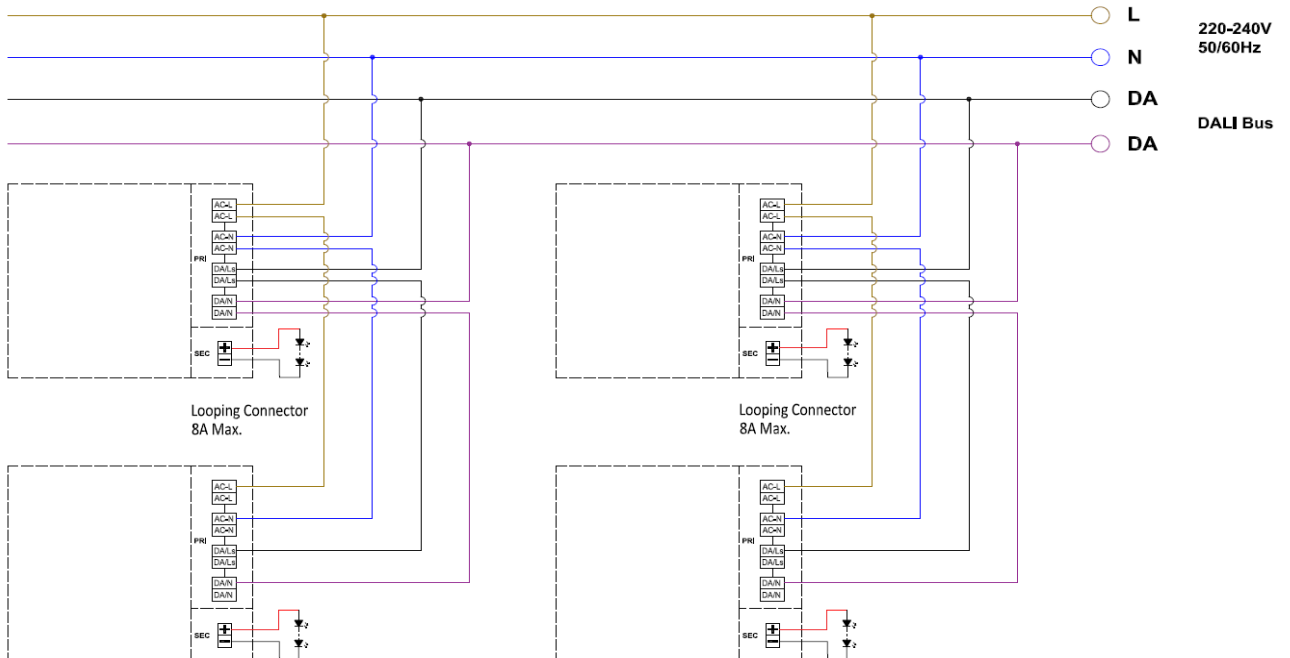 L
220-240V
50/60Hz
N
DA
DALI Bus
DA
AC-L
AC-L
AC-N
AC-N
PRI
DA/Ls
DA/Ls
DA/N
DA/N
SEC
+
−
Looping Connector
8A Max.
AC-L
AC-L
AC-N
AC-N
PRI
DA/Ls
DA/Ls
DA/N
DA/N
SEC
+
−
Looping Connector
8A Max.
AC-L
AC-L
AC-N
AC-N
PRI
DA/Ls
DA/Ls
DA/N
DA/N
SEC
+
−
AC-L
AC-L
AC-N
AC-N
PRI
DA/Ls
DA/Ls
DA/N
DA/N
SEC
+
−